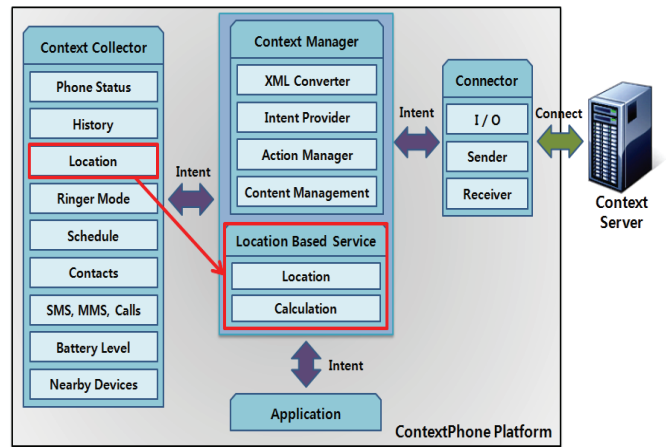 Context Collector
Phone Status
History
Location
Ringer Mode
Schedule
Contacts
SMS, MMS, Calls
Battery Level
Nearby Devices
Intent
Context Manager
XML Converter
Intent Provider
Action Manager
Content Management
Location Based Service
Location
Calculation
Intent
Application
Intent
Connector
I / O
Sender
Receiver
Connect
Context
Server
ContextPhone Platform